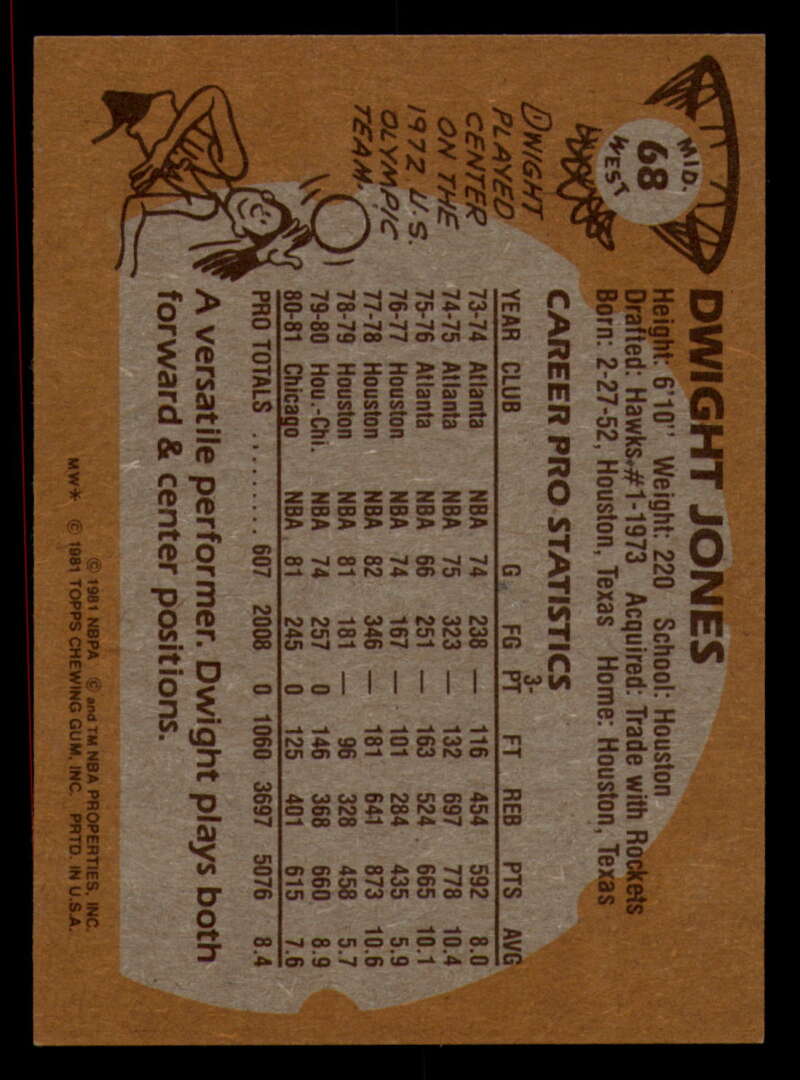 MID.
68
WEST
DWIGHT
PLAYED
CENTER
ON THE
1972 U.S.
OLYMPIC
TEAM.
DWIGHT JONES
Height: 6'10" Weight: 220 School: Houston
Drafted: Hawks #1-1973 Acquired: Trade with Rockets
Born: 2-27-52, Houston, Texas Home: Houston, Texas
CAREER PRO STATISTICS
YEAR CLUB G FG 3-PT FT REB PTS AVG
73-74 Atlanta NBA 74 238 — 116 454 592 8.0
74-75 Atlanta NBA 75 323 — 132 697 778 10.4
75-76 Atlanta NBA 66 251 — 163 524 665 10.1
76-77 Houston NBA 74 167 — 101 284 435 5.9
77-78 Houston NBA 82 346 — 181 641 873 10.6
78-79 Houston NBA 81 181 — 96 328 458 5.7
79-80 Hou.-Chi. NBA 74 257 0 146 368 660 8.9
80-81 Chicago NBA 81 245 0 125 401 615 7.6
PRO TOTALS ......... 607 2008 0 1060 3697 5076 8.4
A versatile performer. Dwight plays both
forward & center positions.
© 1981 NBPA © and TM NBA PROPERTIES, INC.
MW* © 1981 TOPPS CHEWING GUM, INC. PRTD. IN U.S.A.